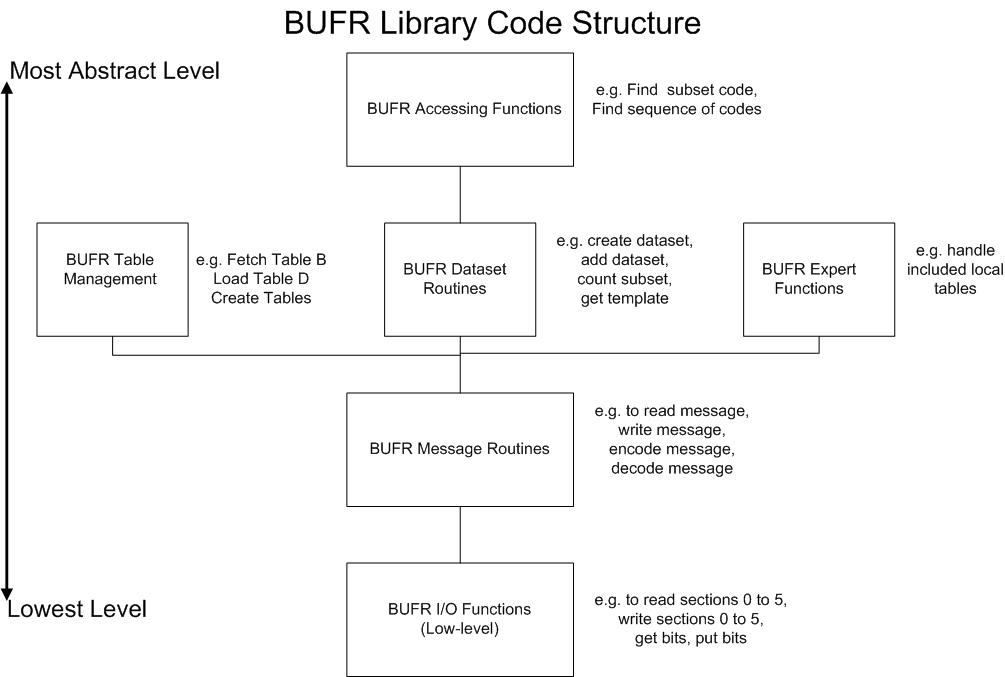 BUFR Library Code Structure
Most Abstract Level
BUFR Accessing Functions
e.g. Find subset code,
Find sequence of codes
BUFR Table
Management
e.g. Fetch Table B
Load Table D
Create Tables
BUFR Dataset
Routines
e.g. create dataset,
add dataset,
count subset,
get template
BUFR Expert
Functions
e.g. handle
included local
tables
BUFR Message Routines
e.g. to read message,
write message,
encode message,
decode message
Lowest Level
BUFR I/O Functions
(Low-level)
e.g. to read sections 0 to 5,
write sections 0 to 5,
get bits, put bits